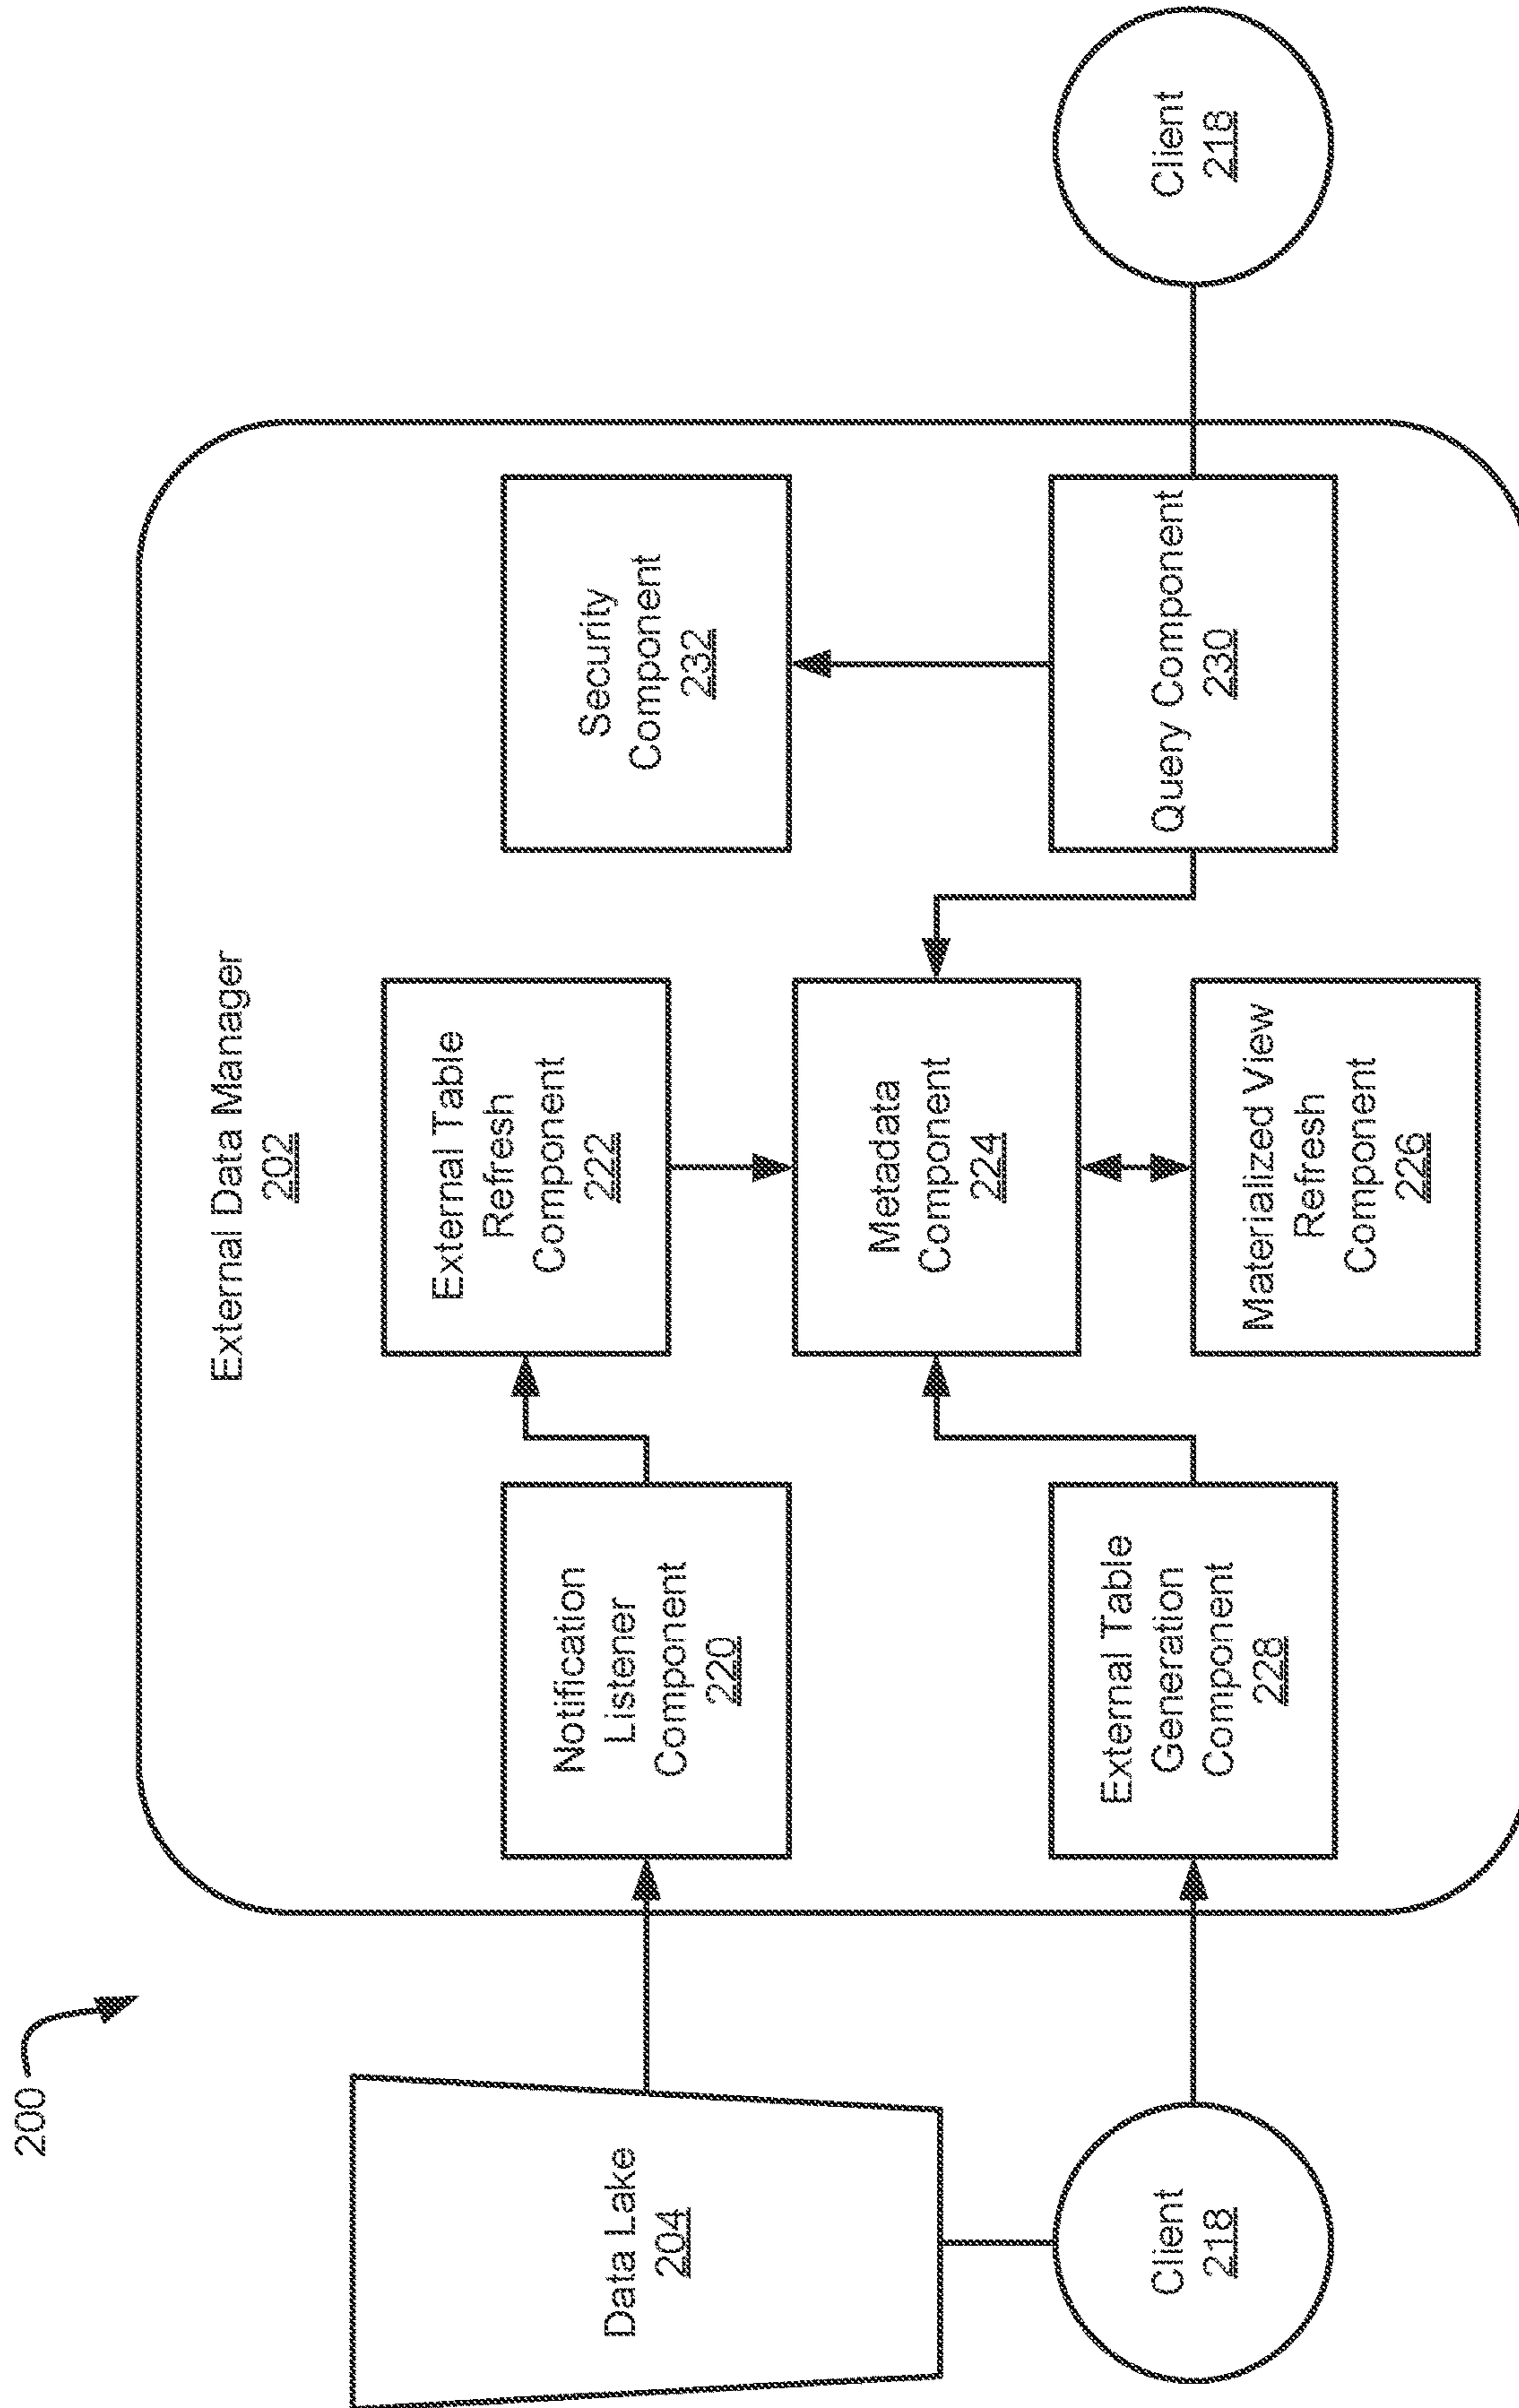 200
External Data Manager
202
Data Lake
204
Notification
Listener
Component
220
External Table
Refresh
Component
222
Security
Component
232
Metadata
Component
224
Client
218
External Table
Generation
Component
228
Materialized View
Refresh
Component
226
Query Component
230
Client
218